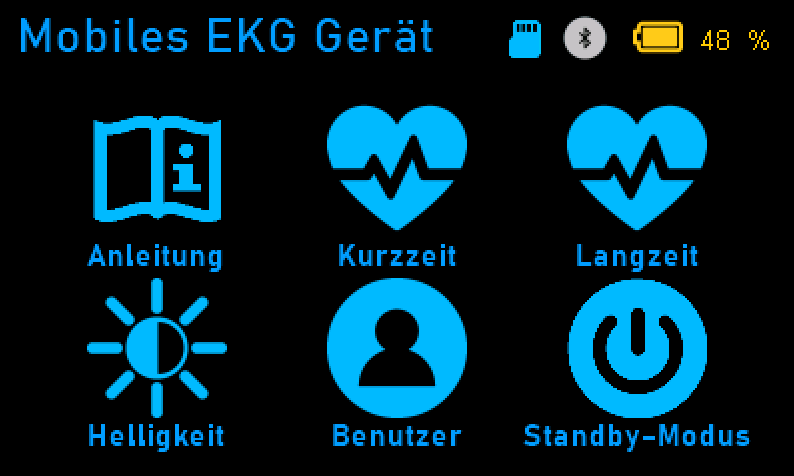 Mobiles EKG Gerät 48 %
Anleitung Kurzzeit Langzeit
Helligkeit Benutzer Standby-Modus